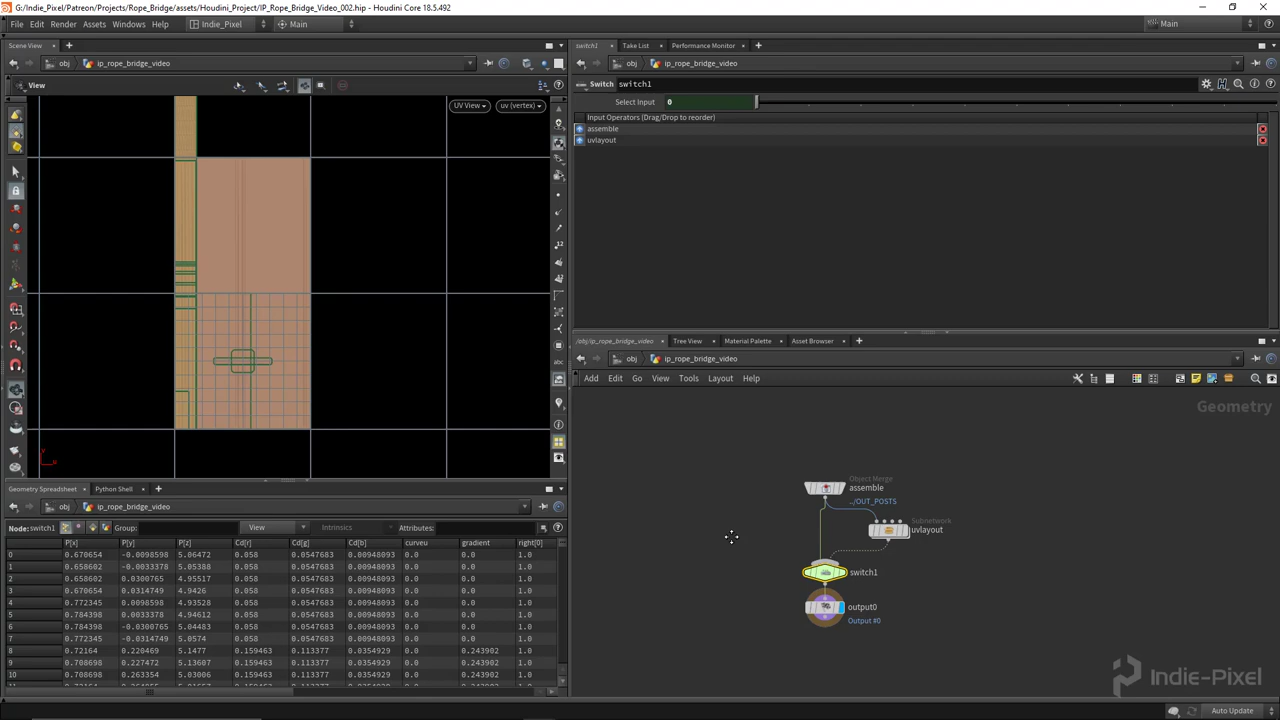 G:/Indie_Pixel/Patreon/Projects/Rope_Bridge/assets/Houdini_Project/IP_Rope_Bridge_Video_002.hip - Houdini Core 18.5.492
File Edit Render Assets Windows Help Indie_Pixel Main Main
Scene View
obj ip_rope_bridge_video
View
UV View uv (vertex)
switch1 Take List Performance Monitor
obj ip_rope_bridge_video
Switch switch1
Select Input 0
Input Operators (Drag/Drop to reorder)
assemble
uvlayout
/obj/ip_rope_bridge_video Tree View Material Palette Asset Browser
obj ip_rope_bridge_video
Add Edit Go View Tools Layout Help
Geometry
Object Merge
assemble
../OUT_POSTS
Subnetwork
uvlayout
switch1
output0
Output #0
Indie-Pixel
Geometry Spreadsheet Python Shell
obj ip_rope_bridge_video
Node: switch1 Group: View Intrinsics Attributes:
P[x] P[y] P[z] Cd[r] Cd[g] Cd[b] curveu gradient right[0]
0 0.670654 -0.0098598 5.06472 0.058 0.0547683 0.00948093 0.0 0.0 1.0
1 0.658602 -0.0033378 5.05388 0.058 0.0547683 0.00948093 0.0 0.0 1.0
2 0.658602 0.0300765 4.95517 0.058 0.0547683 0.00948093 0.0 0.0 1.0
3 0.670654 0.0314749 4.9426 0.058 0.0547683 0.00948093 0.0 0.0 1.0
4 0.772345 0.0098598 4.93528 0.058 0.0547683 0.00948093 0.0 0.0 1.0
5 0.784398 0.0033378 4.94612 0.058 0.0547683 0.00948093 0.0 0.0 1.0
6 0.784398 -0.0300765 5.04483 0.058 0.0547683 0.00948093 0.0 0.0 1.0
7 0.772345 -0.0314749 5.0574 0.058 0.0547683 0.00948093 0.0 0.0 1.0
8 0.72164 0.220469 5.1477 0.159463 0.113377 0.0354929 0.0 0.243902 1.0
9 0.708698 0.227472 5.13607 0.159463 0.113377 0.0354929 0.0 0.243902 1.0
10 0.708698 0.263354 5.03006 0.159463 0.113377 0.0354929 0.0 0.243902 1.0
Auto Update